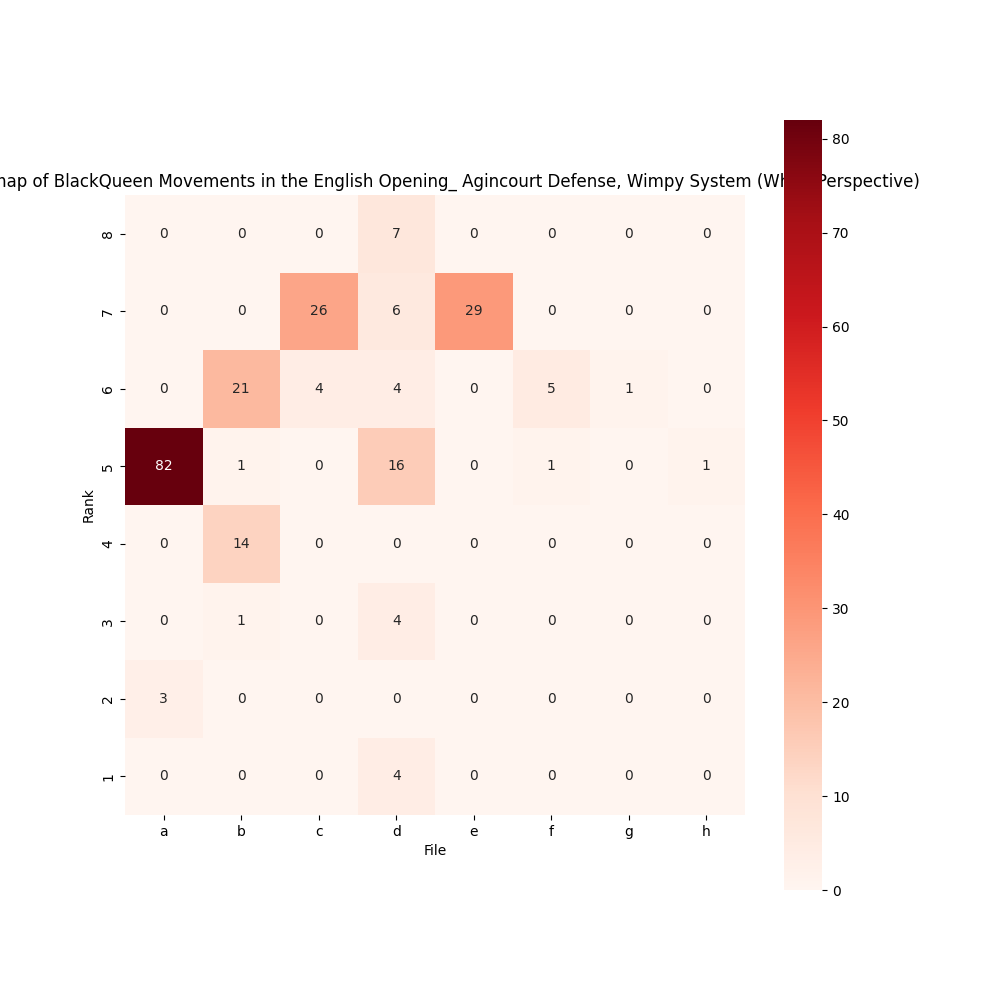 map of BlackQueen Movements in the English Opening_ Agincourt Defense, Wimpy System (Wh Perspective)
8 0 0 0 7 0 0 0 0
7 0 0 26 6 29 0 0 0
6 0 21 4 4 0 5 1 0
5 82 1 0 16 0 1 0 1
4 0 14 0 0 0 0 0 0
3 0 1 0 4 0 0 0 0
2 3 0 0 0 0 0 0 0
1 0 0 0 4 0 0 0 0
a b c d e f g h
File
Rank
80
70
60
50
40
30
20
10
0